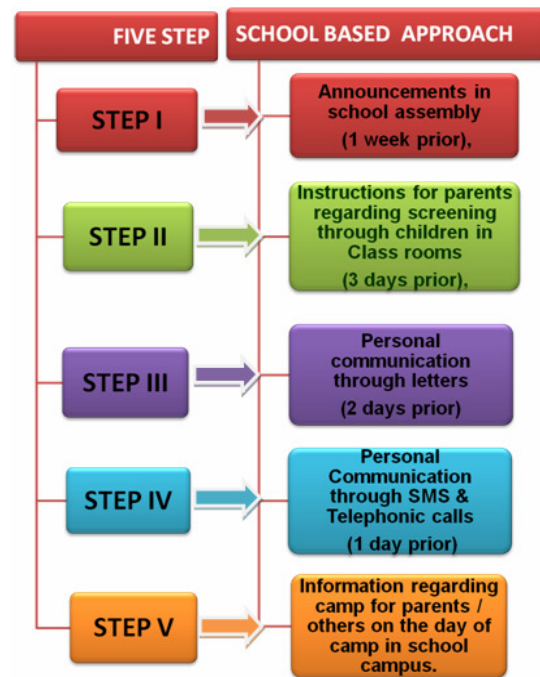 FIVE STEP
SCHOOL BASED APPROACH
STEP I
Announcements in
school assembly
(1 week prior),
STEP II
Instructions for parents
regarding screening
through children in
Class rooms
(3 days prior),
STEP III
Personal
communication
through letters
(2 days prior)
STEP IV
Personal
Communication
through SMS &
Telephonic calls
(1 day prior)
STEP V
Information regarding
camp for parents /
others on the day of
camp in school
campus.